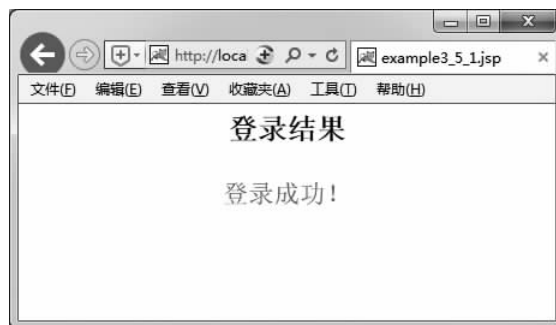 http://loca
example3_5_1.jsp
文件(F) 编辑(E) 查看(V) 收藏夹(A) 工具(T) 帮助(H)
登录结果
登录成功！